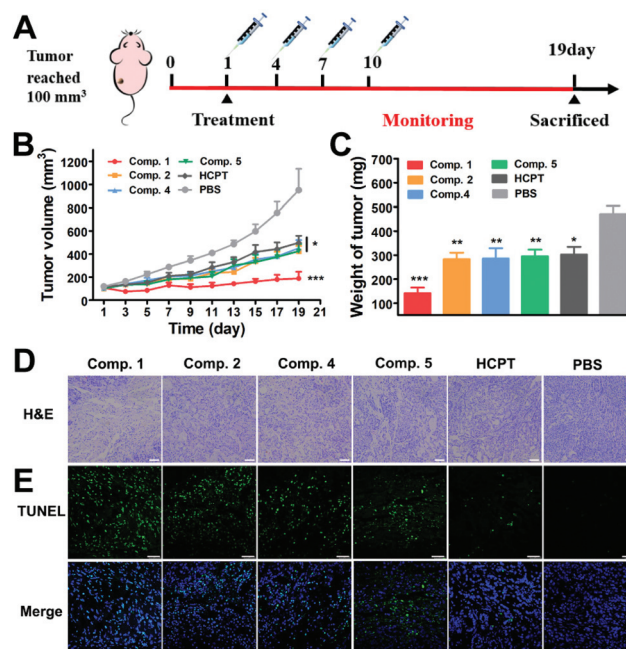 A
Tumor
reached
100 mm³
0 1 4 7 10 19day
Treatment Monitoring Sacrificed
B
Tumor volume (mm³)
Comp. 1 Comp. 5
Comp. 2 HCPT
Comp. 4 PBS
1200
1000
800
600
400
200
0
*
***
1 3 5 7 9 11 13 15 17 19 21
Time (day)
C
Weight of tumor (mg)
Comp. 1 Comp. 5
Comp. 2 HCPT
Comp.4 PBS
700
600
500
400
300
200
100
*** ** ** ** *
D
Comp. 1 Comp. 2 Comp. 4 Comp. 5 HCPT PBS
H&E
E
TUNEL
Merge